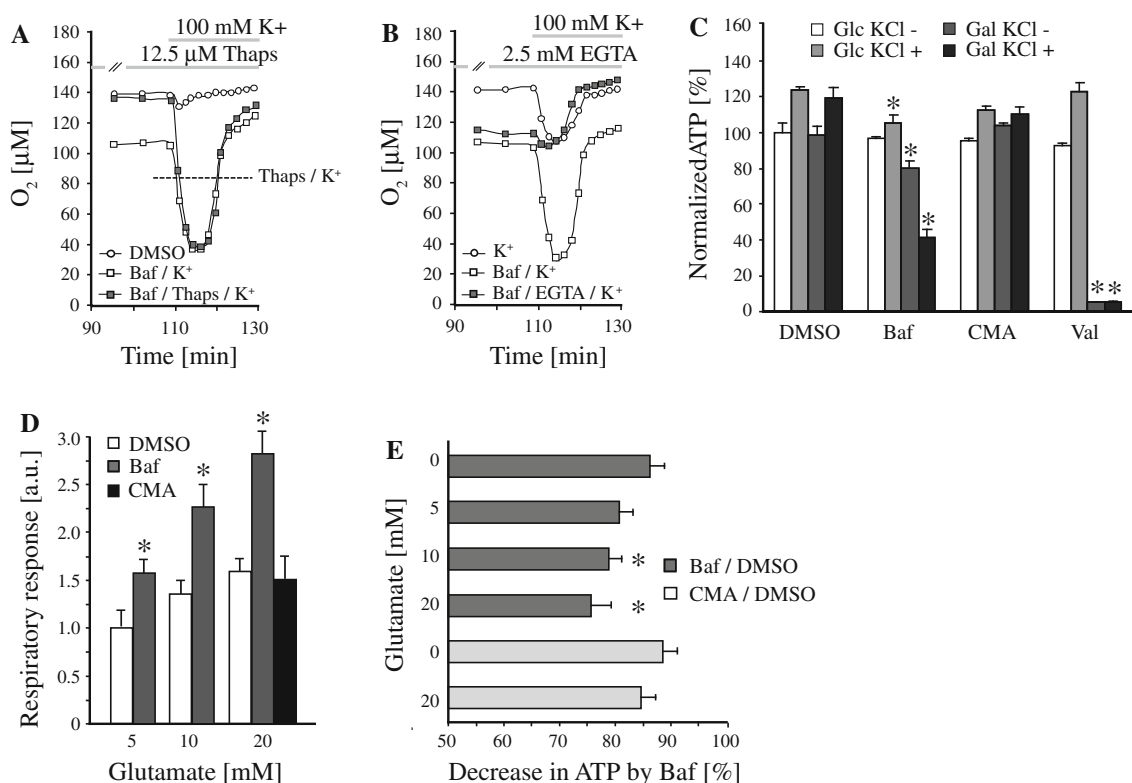 A
100 mM K+
12.5 µM Thaps
O2 [µM]
180
160
140
120
100
80
60
40
20
0
Thaps / K+
DMSO
Baf / K+
Baf / Thaps / K+
90
110
130
Time [min]
B
100 mM K+
2.5 mM EGTA
O2 [µM]
180
160
140
120
100
80
60
40
20
0
K+
Baf / K+
Baf / EGTA / K+
90
110
130
Time [min]
C
Glc KCl -
Glc KCl +
Gal KCl -
Gal KCl +
NormalizedATP [%]
160
140
120
100
80
60
40
20
0
*
*
*
* *
DMSO
Baf
CMA
Val
D
DMSO
Baf
CMA
Respiratory response [a.u.]
3.0
2.5
2.0
1.5
1.0
0.5
0
*
*
*
5
10
20
Glutamate [mM]
E
Glutamate [mM]
0
5
10
20
0
20
*
*
Baf / DMSO
CMA / DMSO
50
60
70
80
90
100
Decrease in ATP by Baf [%]